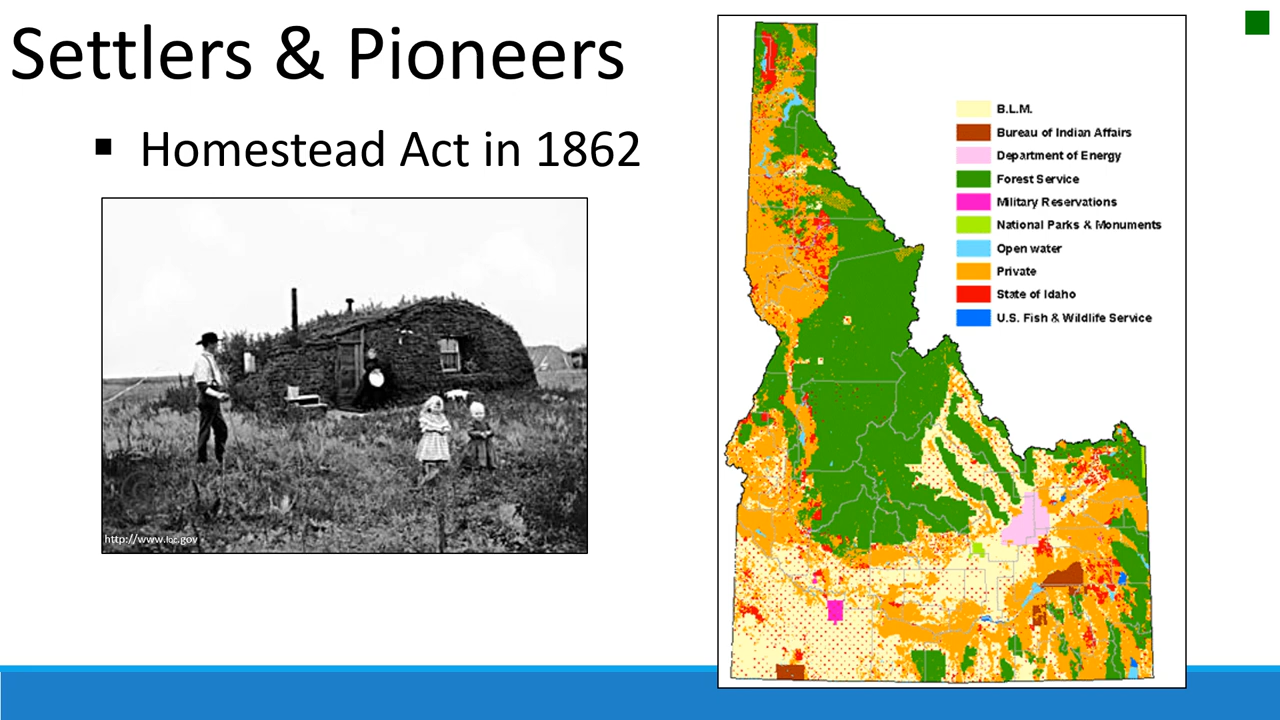 Settlers & Pioneers
▪ Homestead Act in 1862
http://www.loc.gov
B.L.M.
Bureau of Indian Affairs
Department of Energy
Forest Service
Military Reservations
National Parks & Monuments
Open water
Private
State of Idaho
U.S. Fish & Wildlife Service